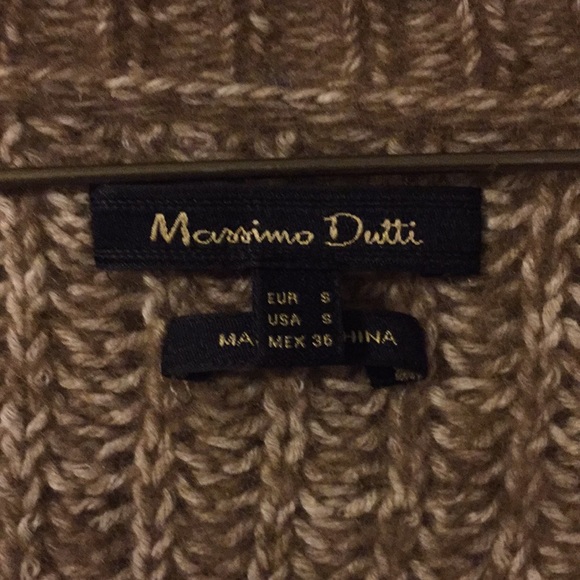 Massimo Dutti
EUR S
USA S
MEX 36
MA HINA